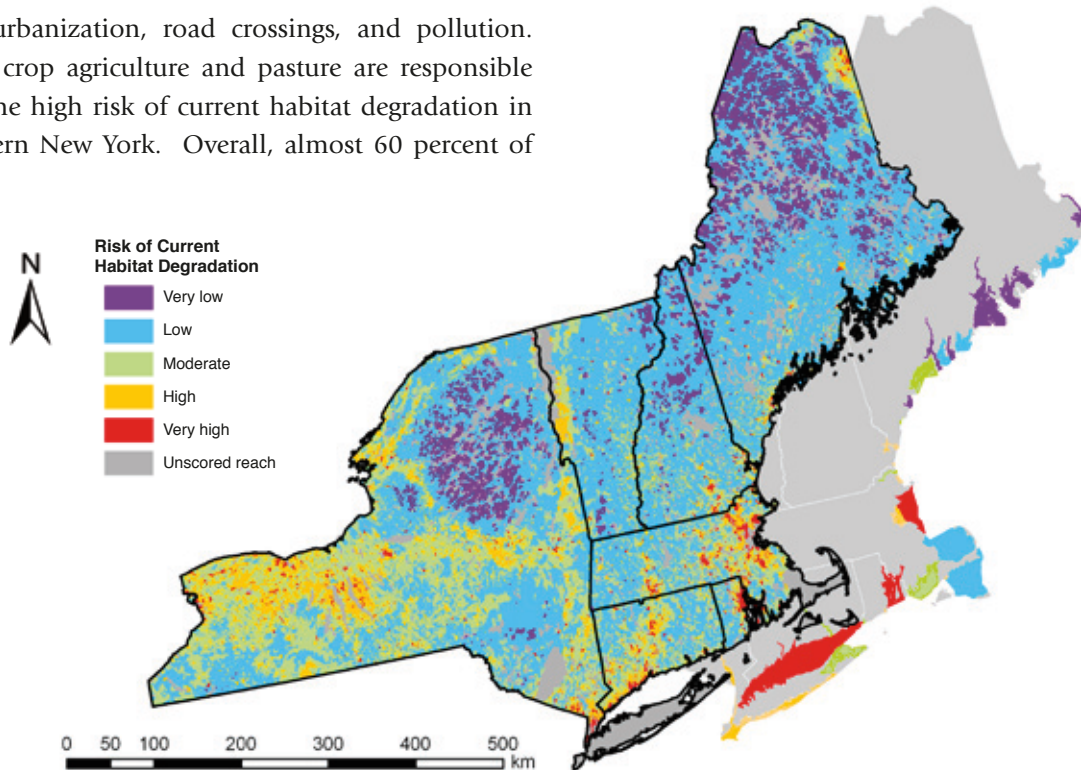 urbanization, road crossings, and pollution.
crop agriculture and pasture are responsible
he high risk of current habitat degradation in
ern New York. Overall, almost 60 percent of
N
Risk of Current
Habitat Degradation
Very low
Low
Moderate
High
Very high
Unscored reach
0 50 100 200 300 400 500
km